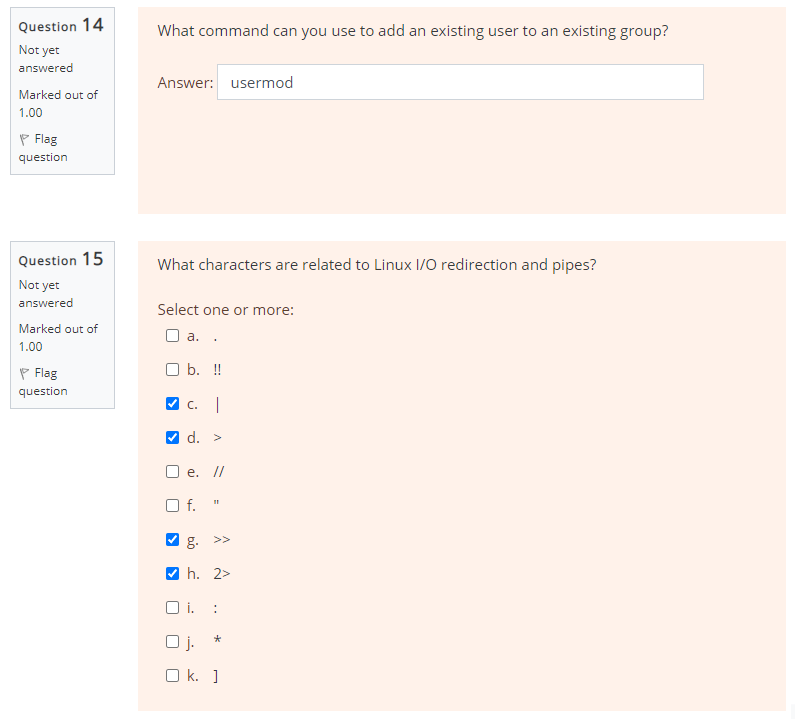 Question 14
Not yet
answered
Marked out of
1.00
Flag
question
What command can you use to add an existing user to an existing group?
Answer: usermod
Question 15
Not yet
answered
Marked out of
1.00
Flag
question
What characters are related to Linux I/O redirection and pipes?
Select one or more:
a. .
b. !!
c. |
d. >
e. //
f. "
g. >>
h. 2>
i. :
j. *
k. ]